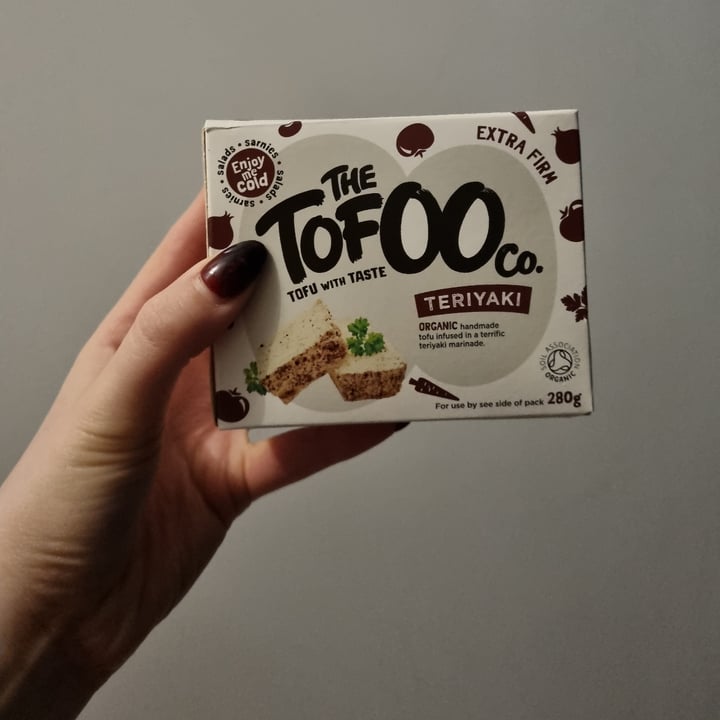 salads • sarnies • salads • sarnies •
Enjoy
me
cold
EXTRA FIRM
THE
TOFOO Co.
TOFU WITH TASTE
TERIYAKI
ORGANIC handmade
tofu infused in a terrific
teriyaki marinade.
SOIL ASSOCIATION
ORGANIC
For use by see side of pack 280g